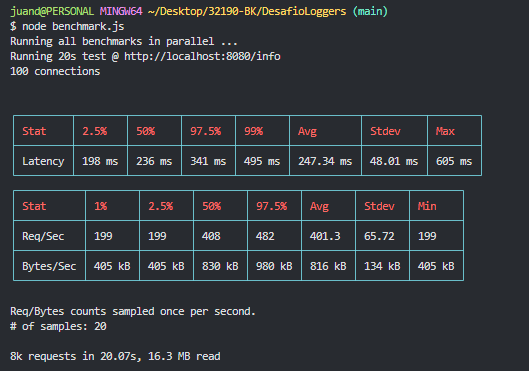 juand@PERSONAL MINGW64 ~/Desktop/32190-BK/DesafioLoggers (main)
$ node benchmark.js
Running all benchmarks in parallel ...
Running 20s test @ http://localhost:8080/info
100 connections
Stat 2.5% 50% 97.5% 99% Avg Stdev Max
Latency 198 ms 236 ms 341 ms 495 ms 247.34 ms 48.01 ms 605 ms
Stat 1% 2.5% 50% 97.5% Avg Stdev Min
Req/Sec 199 199 408 482 401.3 65.72 199
Bytes/Sec 405 kB 405 kB 830 kB 980 kB 816 kB 134 kB 405 kB
Req/Bytes counts sampled once per second.
# of samples: 20
8k requests in 20.07s, 16.3 MB read